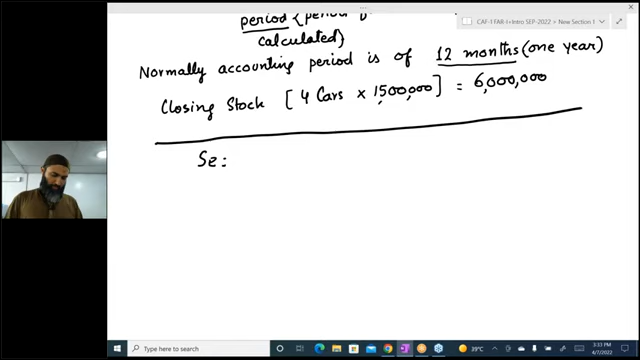 period (period
calculated)
Normally accounting period is of 12 months (one year)
Closing Stock [ 4 Cars × 1,500,000 ] = 6,000,000
Se:
CAF-1 FAR-1+Intro SEP-2022 > New Section 1
Type here to search
39°C
3:33 PM
4/7/2022